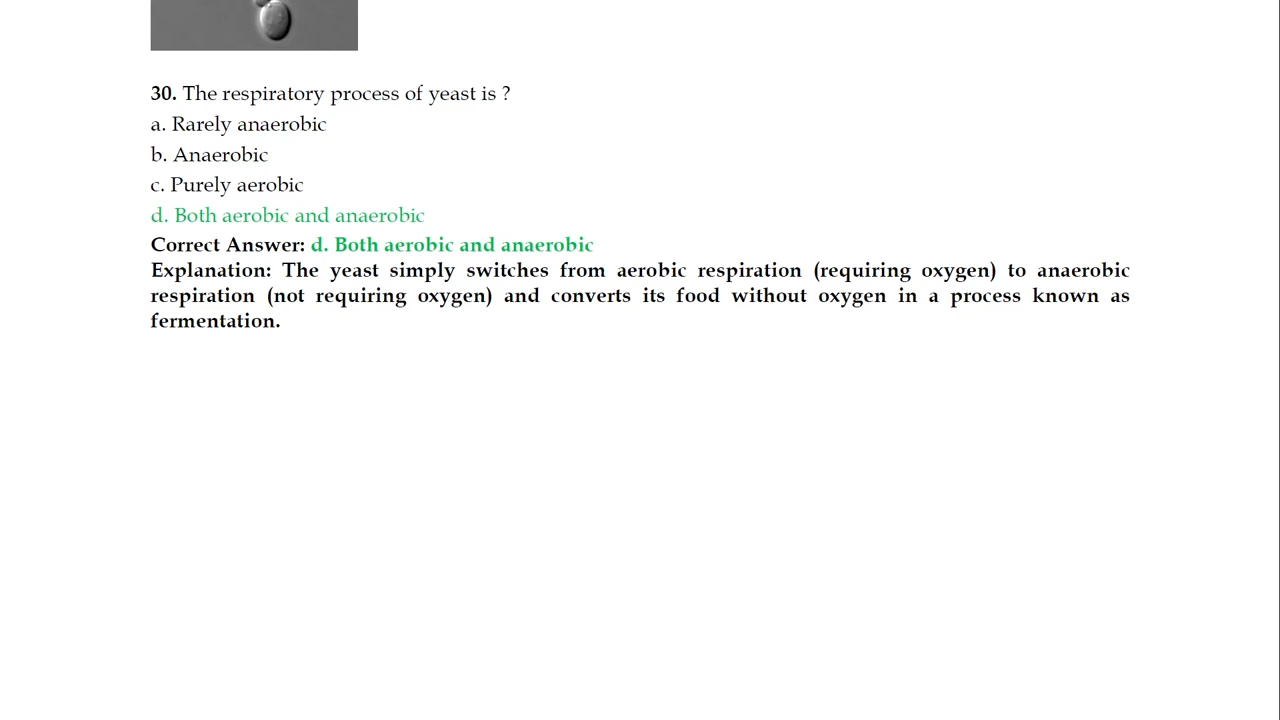 30. The respiratory process of yeast is ?
a. Rarely anaerobic
b. Anaerobic
c. Purely aerobic
d. Both aerobic and anaerobic
Correct Answer: d. Both aerobic and anaerobic
Explanation: The yeast simply switches from aerobic respiration (requiring oxygen) to anaerobic
respiration (not requiring oxygen) and converts its food without oxygen in a process known as
fermentation.